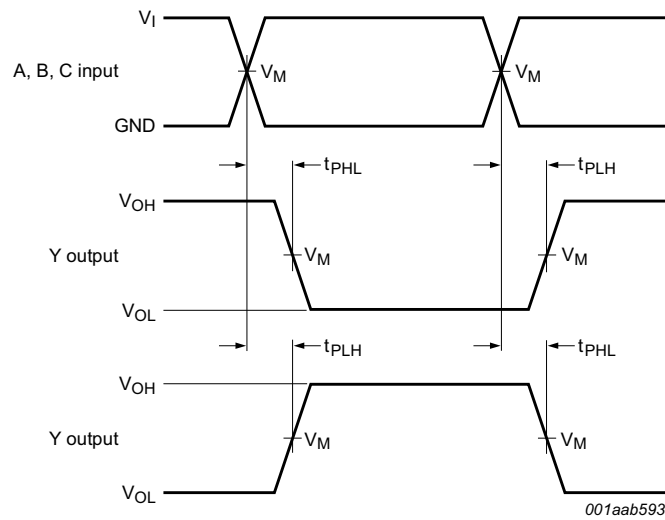 VI
A, B, C input
VM
VM
GND
tPHL
tPLH
VOH
Y output
VM
VM
VOL
tPLH
tPHL
VOH
Y output
VM
VM
VOL
001aab593